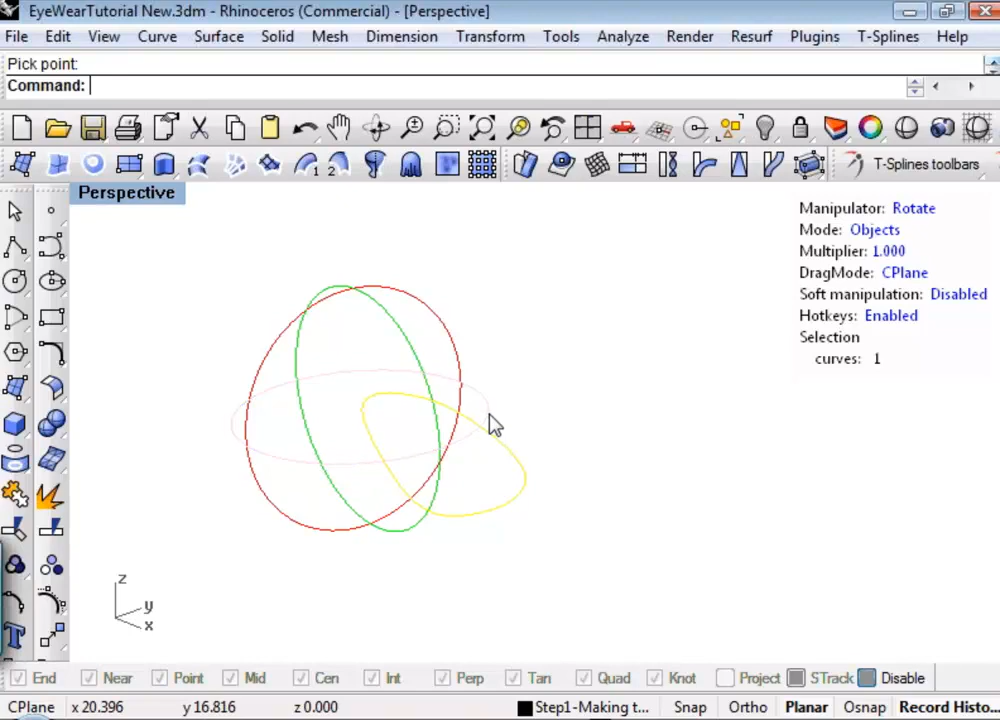 EyeWearTutorial New.3dm - Rhinoceros (Commercial) - [Perspective]
File Edit View Curve Surface Solid Mesh Dimension Transform Tools Analyze Render Resurf Plugins T-Splines Help
Pick point:
Command:
1 2 T-Splines toolbars
Perspective
Manipulator: Rotate
Mode: Objects
Multiplier: 1.000
DragMode: CPlane
Soft manipulation: Disabled
Hotkeys: Enabled
Selection
curves: 1
z
y
x
End Near Point Mid Cen Int Perp Tan Quad Knot Project STrack Disable
CPlane x 20.396 y 16.816 z 0.000 Step1-Making t... Snap Ortho Planar Osnap Record Histo...